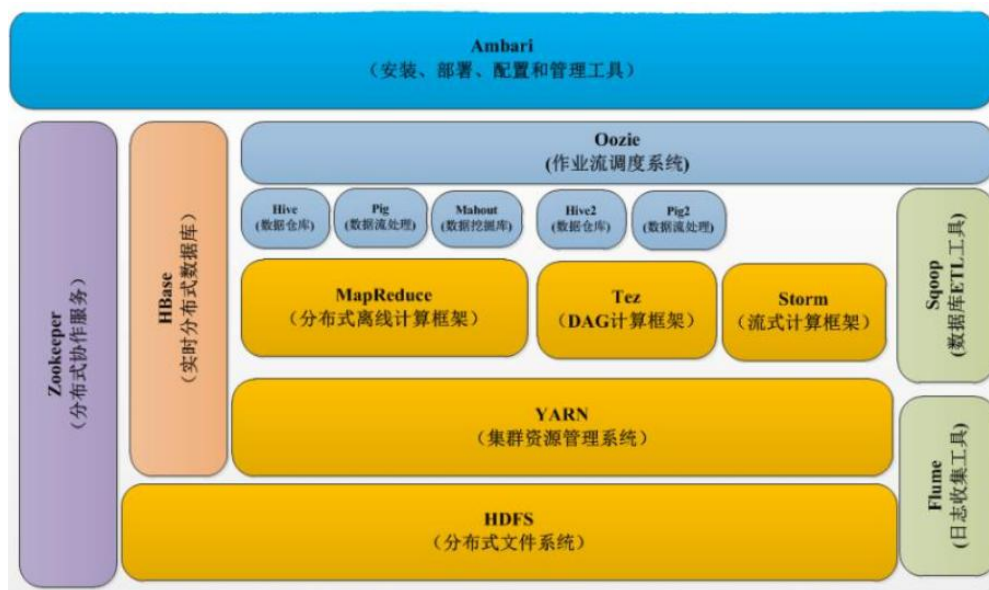 Ambari
（安装、部署、配置和管理工具）
Oozie
(作业流调度系统)
Hive
(数据仓库)
Pig
(数据流处理)
Mahout
(数据挖掘库)
Hive2
(数据仓库)
Pig2
(数据流处理)
MapReduce
（分布式离线计算框架）
Tez
（DAG计算框架）
Storm
（流式计算框架）
YARN
（集群资源管理系统）
HDFS
（分布式文件系统）
Zookeeper
（分布式协作服务）
HBase
（实时分布式数据库）
Sqoop
(数据库ETL工具)
Flume
(日志收集工具)